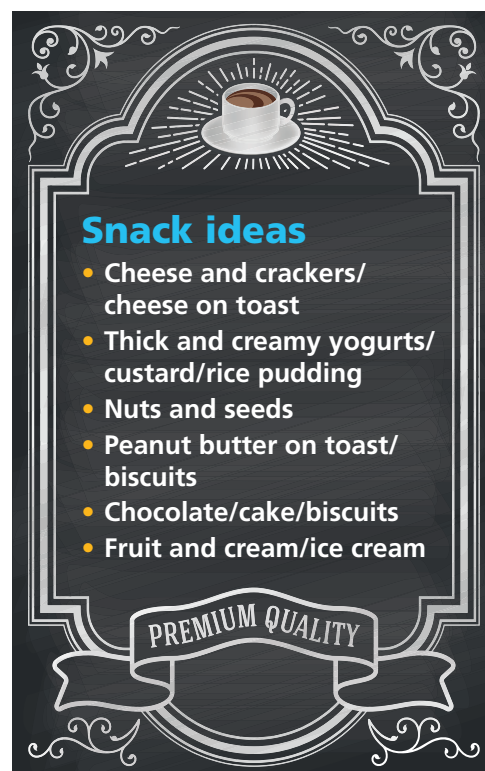 Snack ideas
• Cheese and crackers/
cheese on toast
• Thick and creamy yogurts/
custard/rice pudding
• Nuts and seeds
• Peanut butter on toast/
biscuits
• Chocolate/cake/biscuits
• Fruit and cream/ice cream
PREMIUM QUALITY